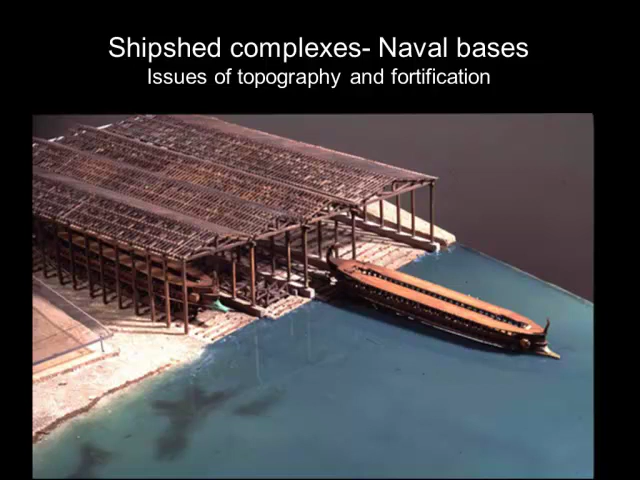 Shipshed complexes- Naval bases
Issues of topography and fortification